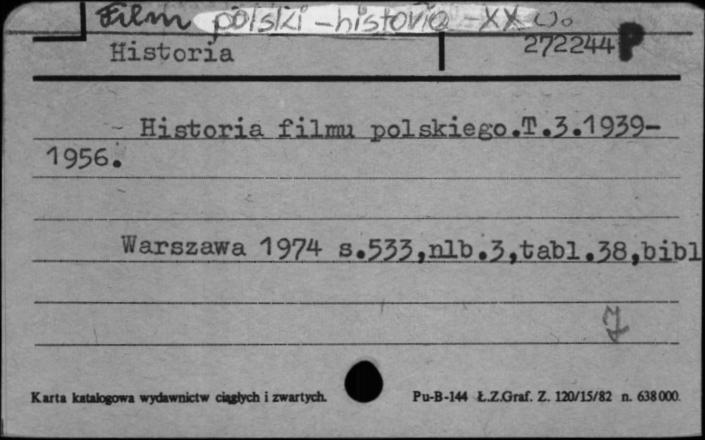 Film polski - historia - XX w.
Historia 272244 P
- Historia filmu polskiego.T.3.1939-
1956.
Warszawa 1974 s.533,nlb.3,tabl.38,bibl
Karta katalogowa wydawnictw ciągłych i zwartych. Pu-B-144 Ł.Z.Graf. Z. 120/15/82 n. 638000.